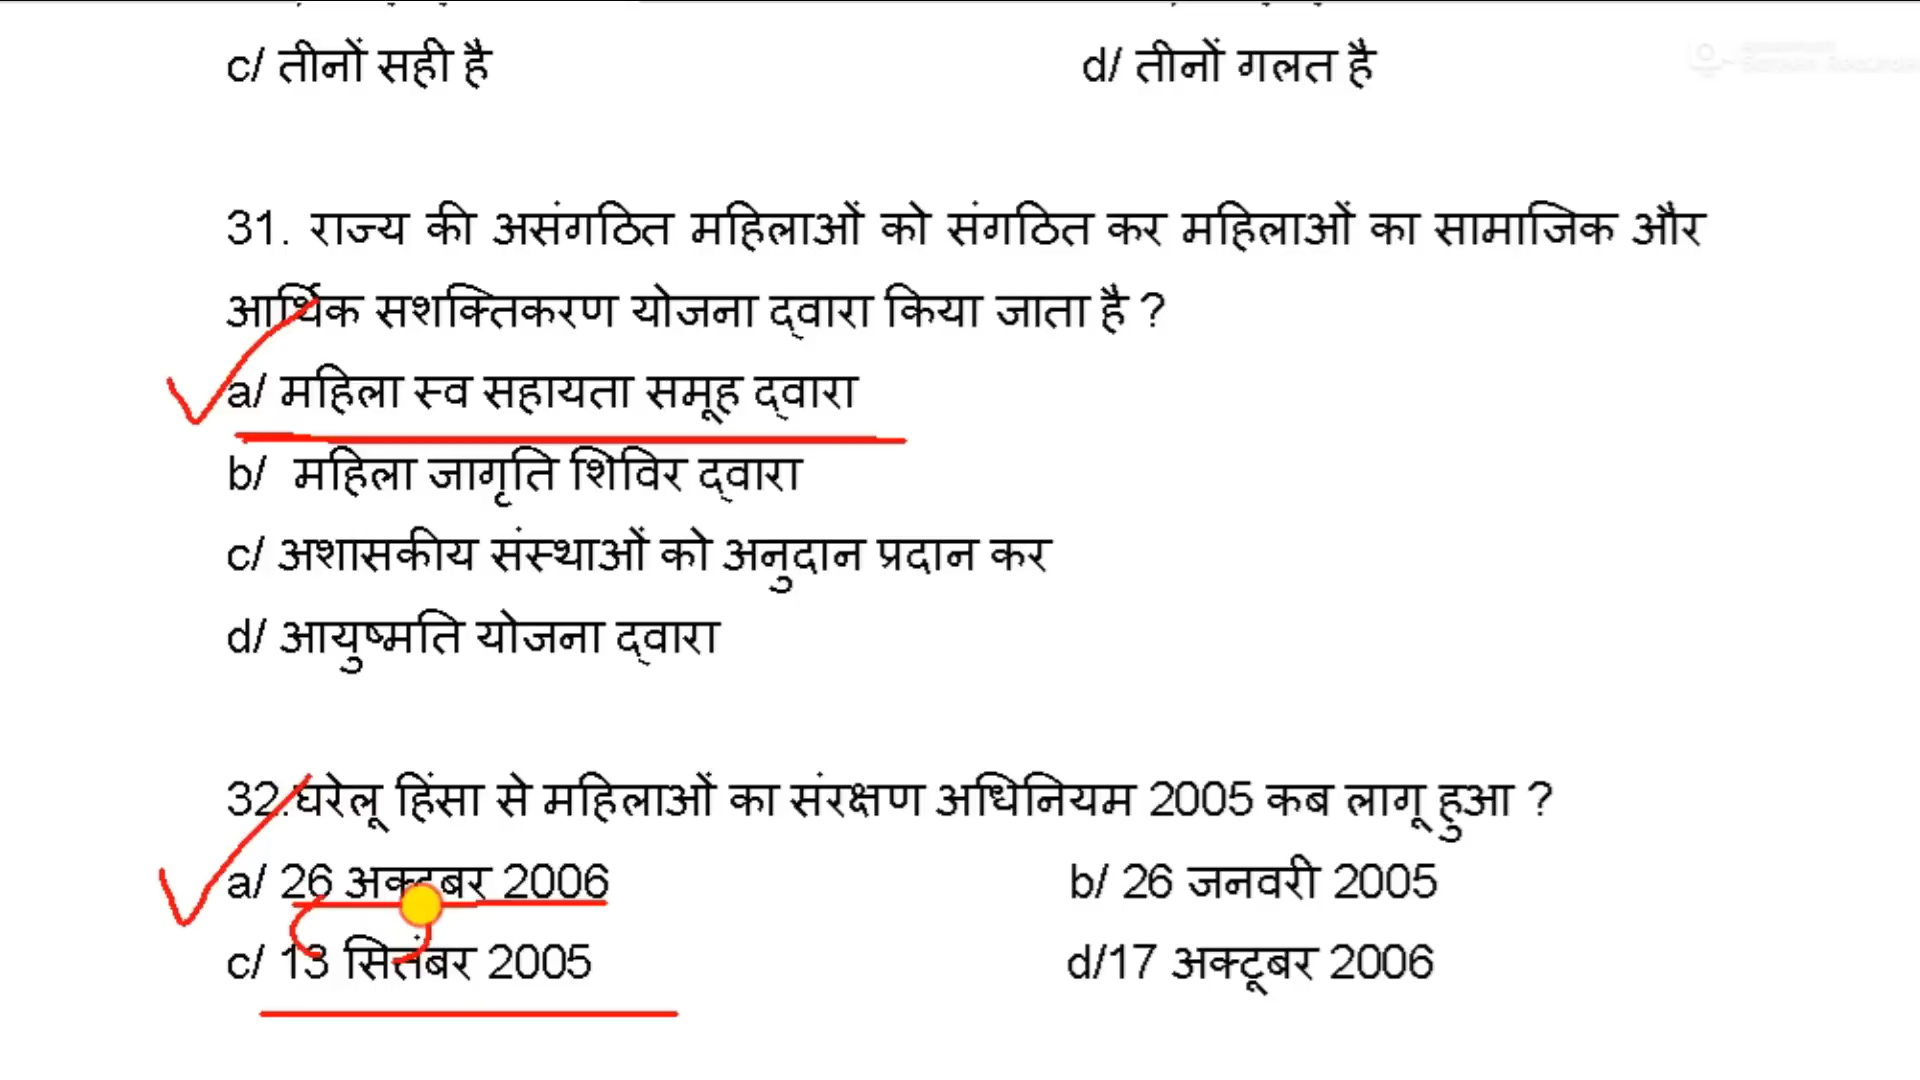 c/ तीनों सही है d/ तीनों गलत है
31. राज्य की असंगठित महिलाओं को संगठित कर महिलाओं का सामाजिक और
आर्थिक सशक्तिकरण योजना द्वारा किया जाता है ?
a/ महिला स्व सहायता समूह द्वारा
b/ महिला जागृति शिविर द्वारा
c/ अशासकीय संस्थाओं को अनुदान प्रदान कर
d/ आयुष्मति योजना द्वारा
32.घरेलू हिंसा से महिलाओं का संरक्षण अधिनियम 2005 कब लागू हुआ ?
a/ 26 अक्टूबर 2006 b/ 26 जनवरी 2005
c/ 13 सितंबर 2005 d/17 अक्टूबर 2006